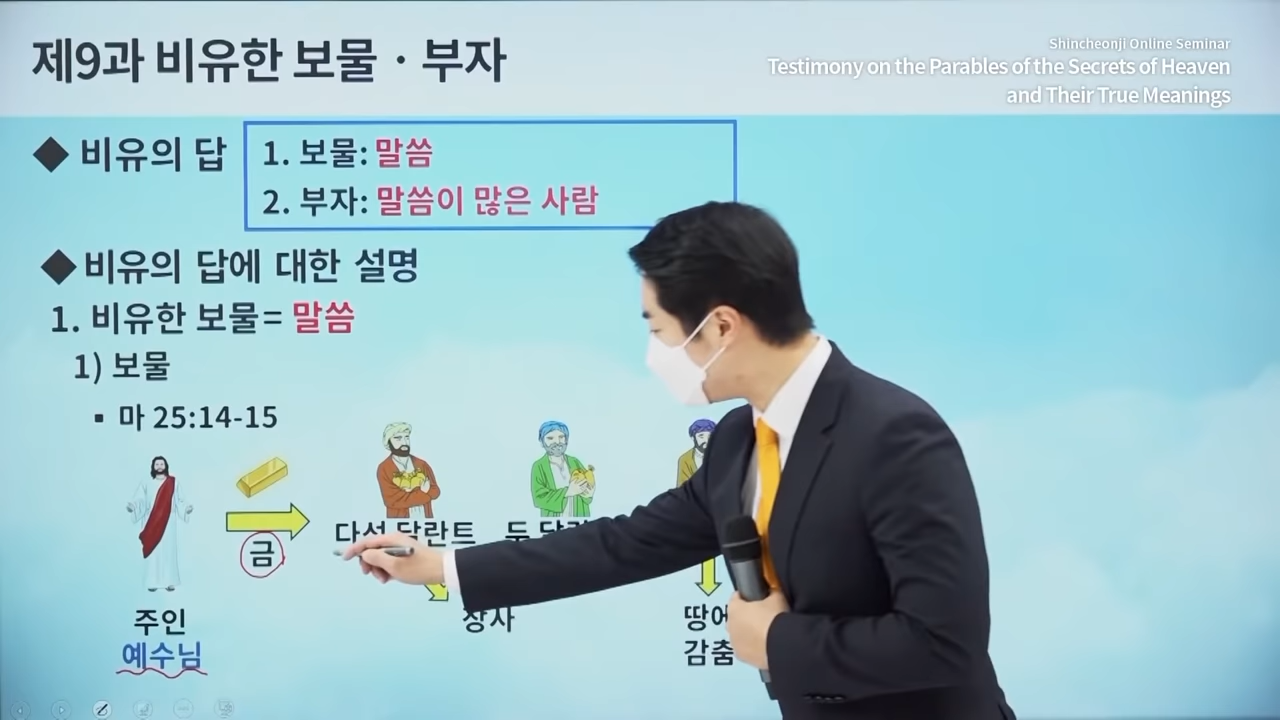 제9과 비유한 보물 · 부자
Shincheonji Online Seminar
Testimony on the Parables of the Secrets of Heaven
and Their True Meanings
◆ 비유의 답
1. 보물: 말씀
2. 부자: 말씀이 많은 사람
◆ 비유의 답에 대한 설명
1. 비유한 보물= 말씀
1) 보물
▪ 마 25:14-15
금
다섯 달란트
두
주인
예수님
장사
땅에
감춤